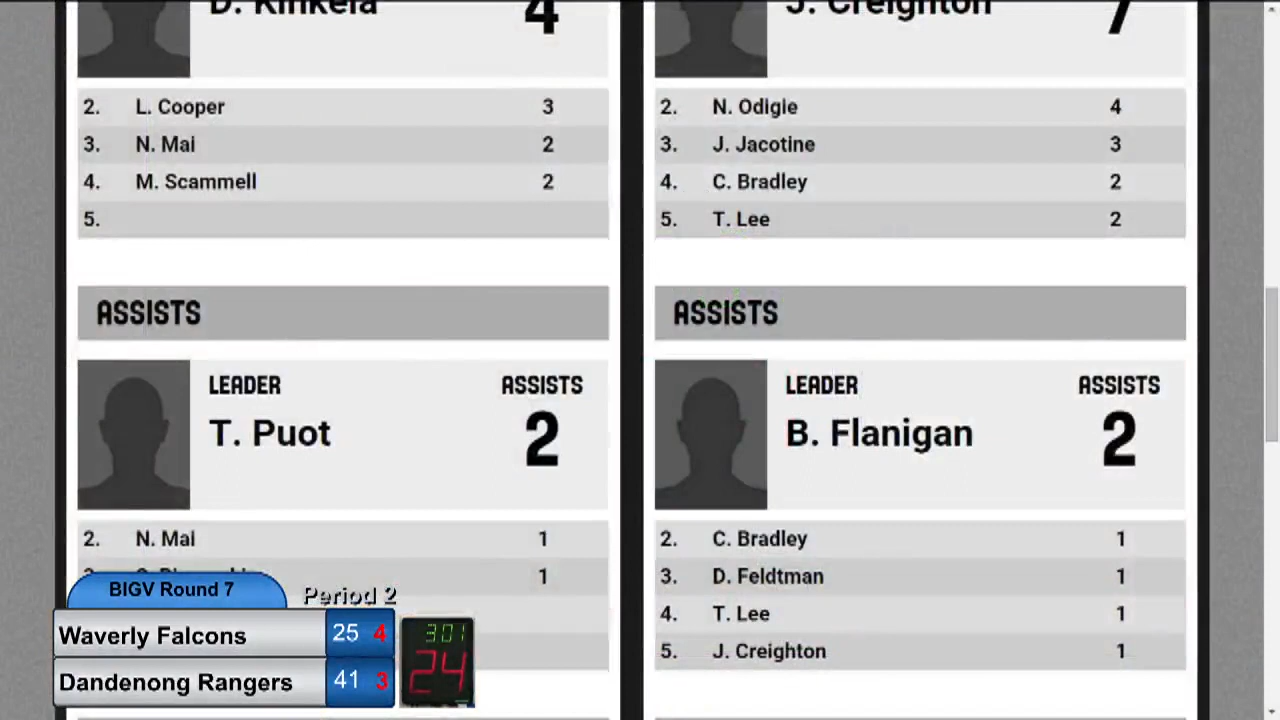 D. Kinkela 4
2. L. Cooper 3
3. N. Mai 2
4. M. Scammell 2
5.
ASSISTS
LEADER ASSISTS
T. Puot 2
2. N. Mai 1
1
J. Creighton 7
2. N. Odigie 4
3. J. Jacotine 3
4. C. Bradley 2
5. T. Lee 2
ASSISTS
LEADER ASSISTS
B. Flanigan 2
2. C. Bradley 1
3. D. Feldtman 1
4. T. Lee 1
5. J. Creighton 1
BIGV Round 7 Period 2
Waverly Falcons 25 4
Dandenong Rangers 41 3
301
24